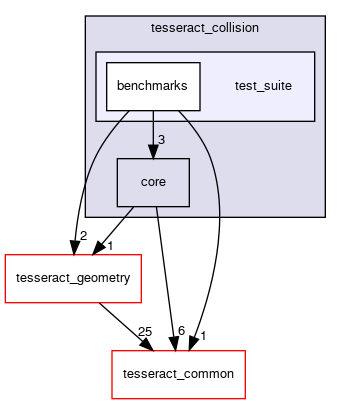 tesseract_collision
benchmarks
test_suite
3
core
2
1
tesseract_geometry
25
6
1
tesseract_common